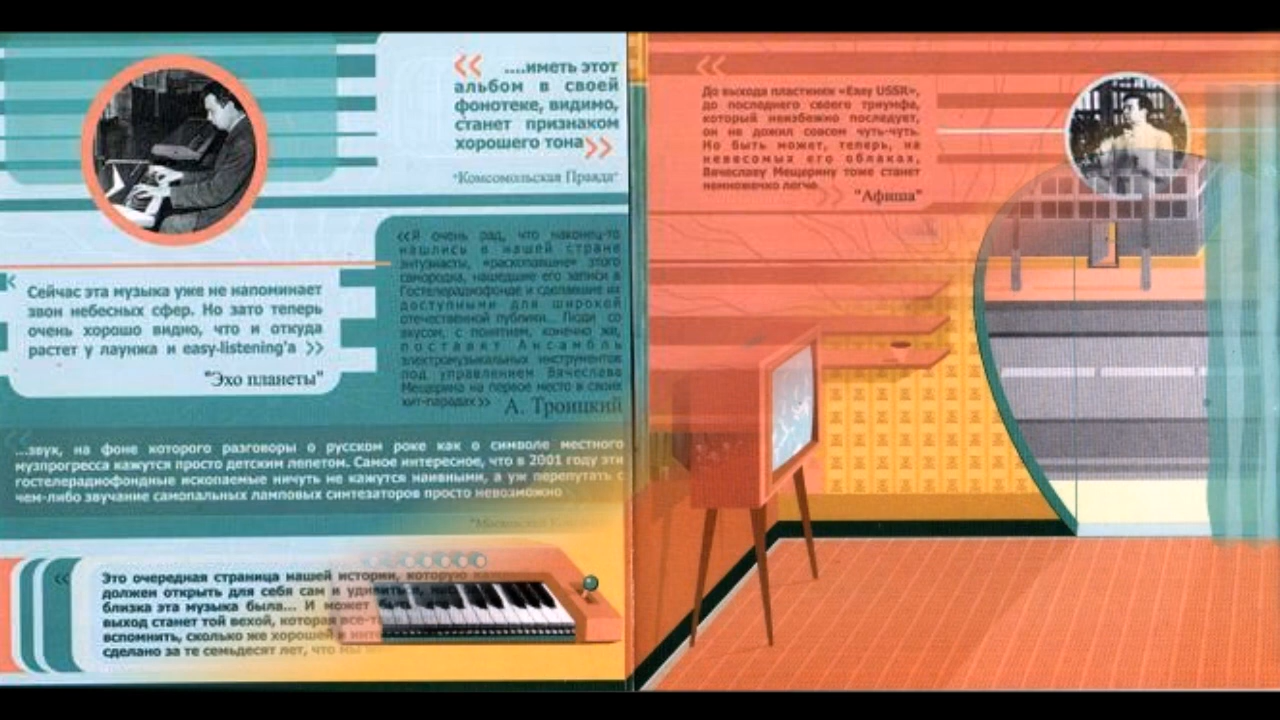 ....иметь этот
альбом в своей
фонотеке, видимо,
станет признаком
хорошего тона
"Комсомольская Правда"
«Я очень рад, что наконец-то
нашлись в нашей стране
энтузиасты, «раскопавшие» этого
самородка, нашедшие его записи в
Гостелерадиофонде и сделавшие их
доступными для широкой
отечественной публики... Люди со
вкусом, с понятием, конечно же,
поставят Ансамбль
электромузыкальных инструментов
под управлением Вячеслава
Мещерина на первое место в своих
хит-парадах»
А. Троицкий
Сейчас эта музыка уже не напоминает
звон небесных сфер. Но зато теперь
очень хорошо видно, что и откуда
растет у лаунжа и easy-listening'а »
"Эхо планеты"
...звук, на фоне которого разговоры о русском роке как о символе местного
музпрогресса кажутся просто детским лепетом. Самое интересное, что в 2001 году эти
гостелерадиофондные ископаемые ничуть не кажутся наивными, а уж перепутать с
чем-либо звучание самопальных ламповых синтезаторов просто невозможно
Это очередная страница нашей истории, которую
должен открыть для себя сам и
близка эта музыка была... И может
выход станет той вехой, которая
вспомнить, сколько же хорошей и
сделано за те семьдесят лет, что
До выхода пластинки «Easy USSR»,
до последнего своего триумфа,
который неизбежно последует,
он не дожил совсем чуть-чуть.
Но быть может, теперь, на
невесомых его облаках,
Вячеславу Мещерину тоже станет
немножечко легче
"Афиша"